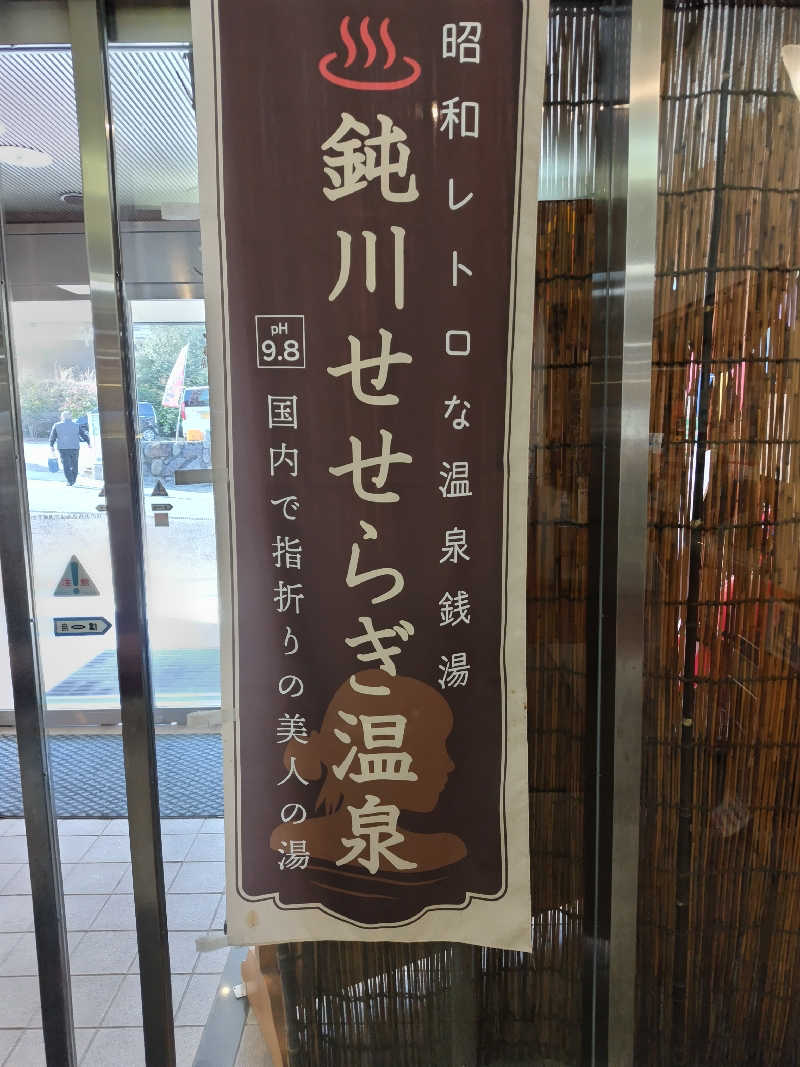 昭和レトロな温泉銭湯
鈍川せせらぎ温泉
pH
9.8
国内で指折りの美人の湯